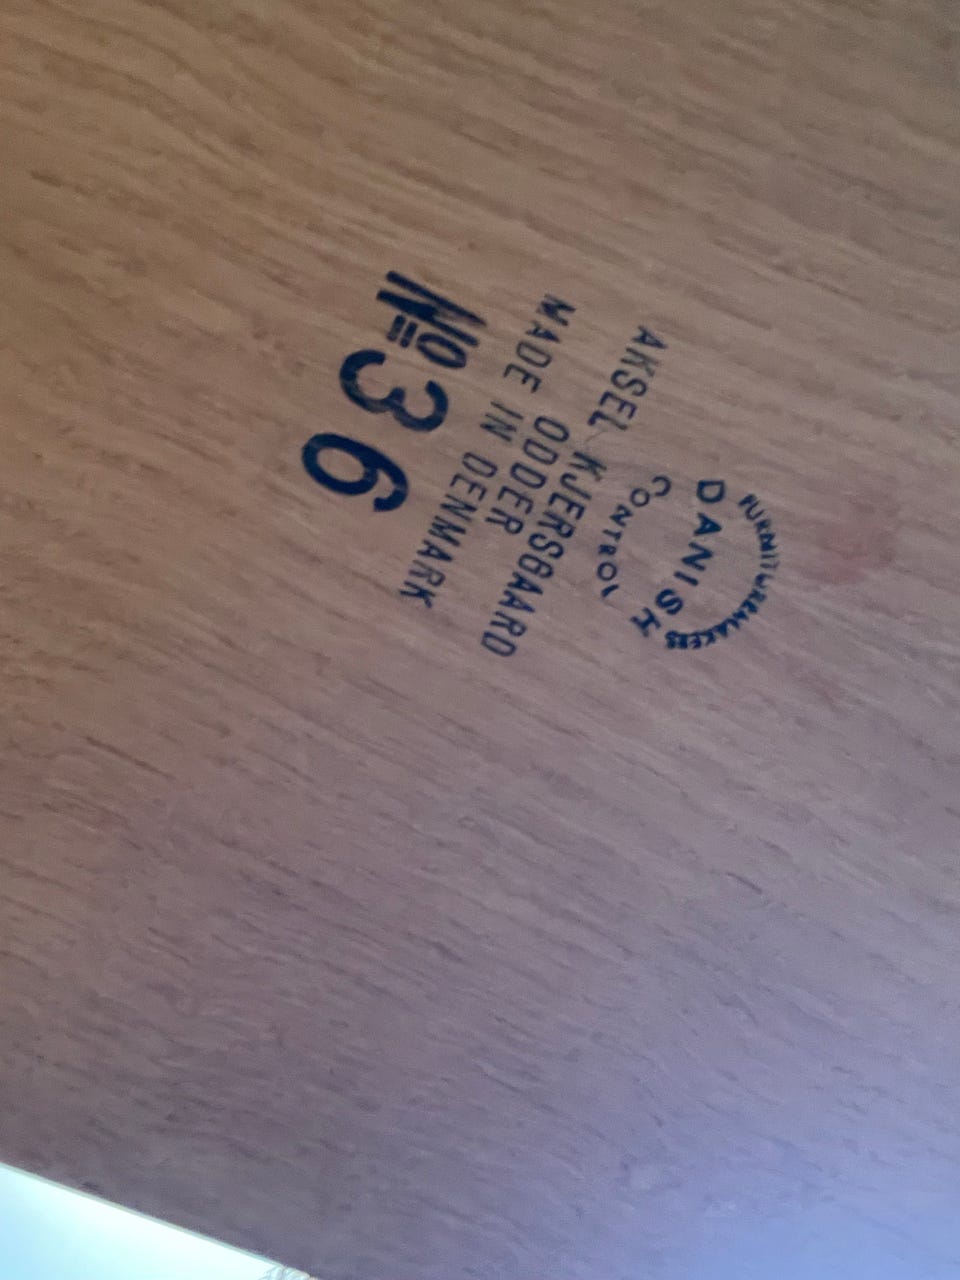 FURNITUREMAKERS
DANISH
CONTROL
AKSEL KJERSGAARD
ODDER
MADE IN DENMARK
No 36